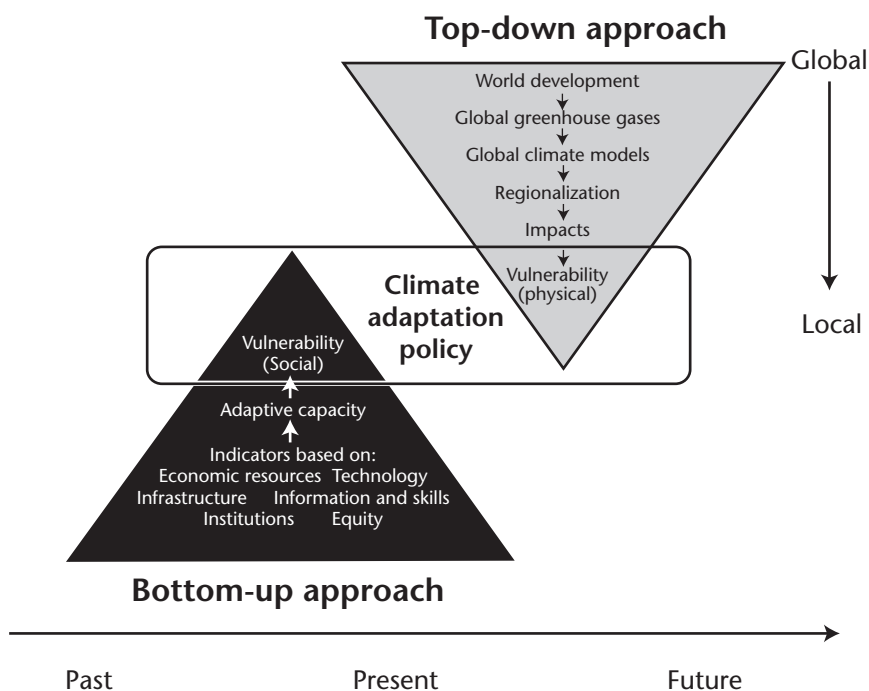 Top-down approach
Global
World development
Global greenhouse gases
Global climate models
Regionalization
Impacts
Vulnerability
(physical)
Local
Climate
adaptation
policy
Vulnerability
(Social)
Adaptive capacity
Indicators based on:
Economic resources Technology
Infrastructure Information and skills
Institutions Equity
Bottom-up approach
Past Present Future